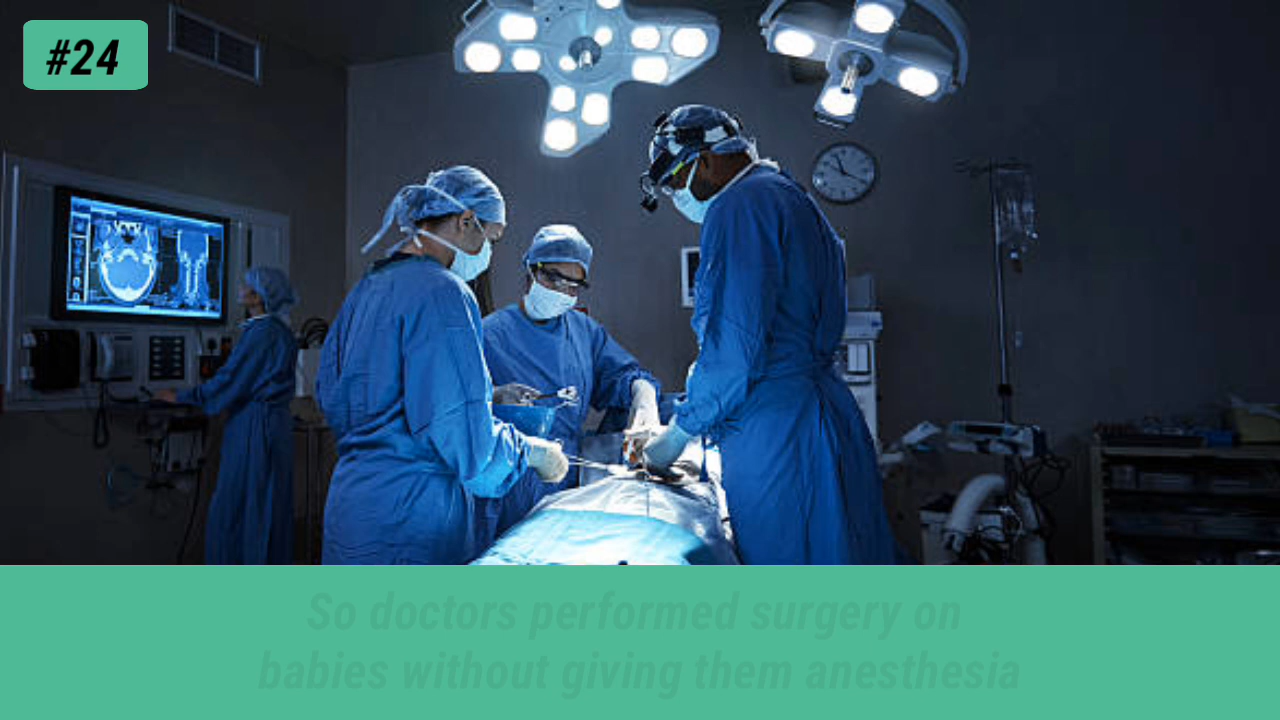 #24
So doctors performed surgery on
babies without giving them anesthesia